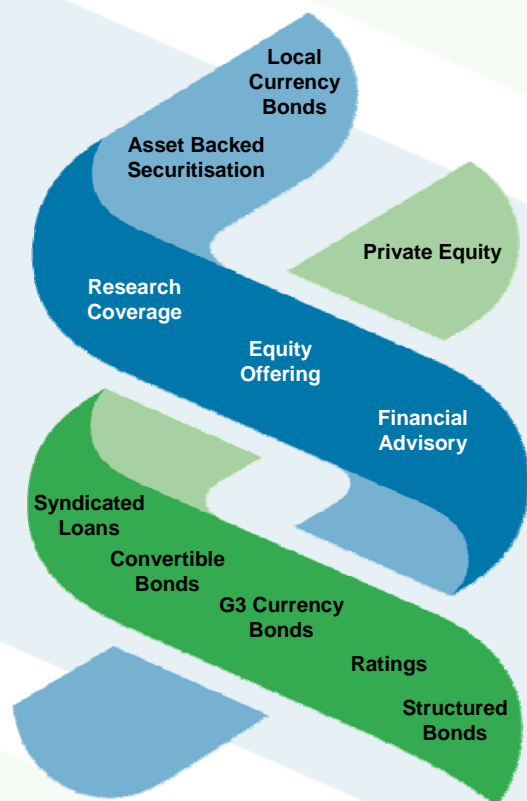 Local
Currency
Bonds
Asset Backed
Securitisation
Private Equity
Research
Coverage
Equity
Offering
Financial
Advisory
Syndicated
Loans
Convertible
Bonds
G3 Currency
Bonds
Ratings
Structured
Bonds